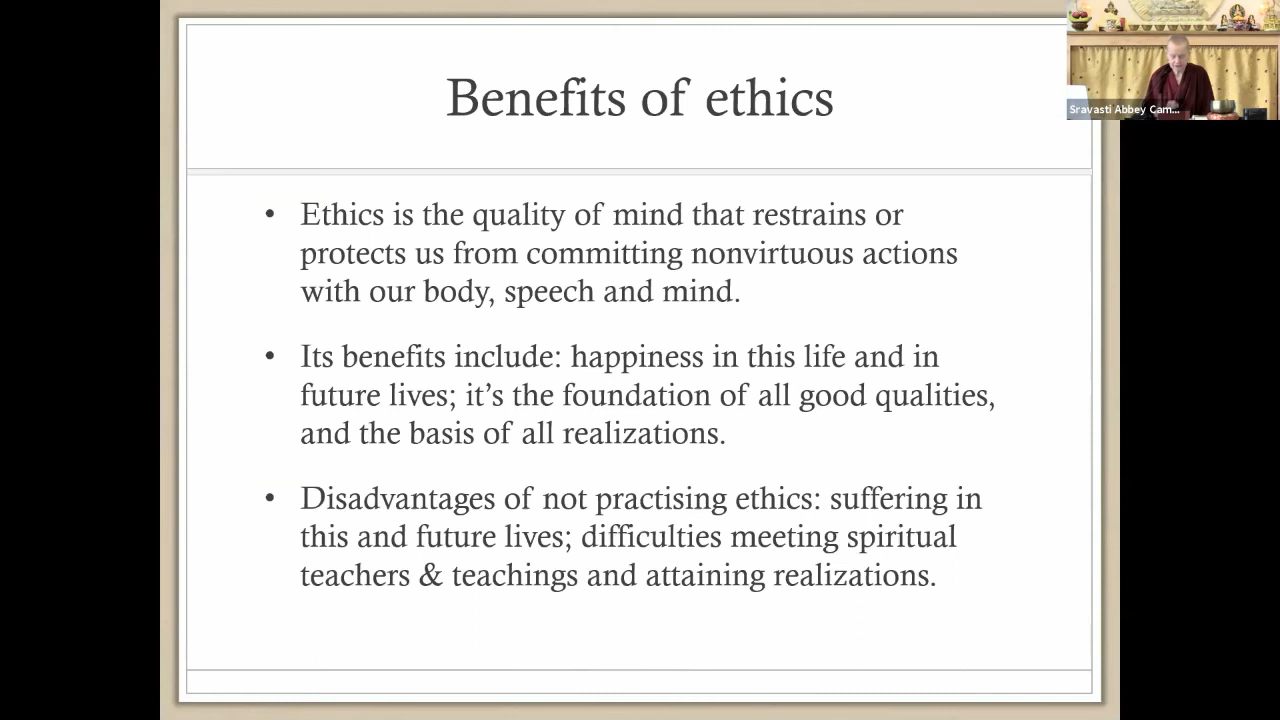 Benefits of ethics
Sravasti Abbey Cam...
• Ethics is the quality of mind that restrains or
protects us from committing nonvirtuous actions
with our body, speech and mind.
• Its benefits include: happiness in this life and in
future lives; it’s the foundation of all good qualities,
and the basis of all realizations.
• Disadvantages of not practising ethics: suffering in
this and future lives; difficulties meeting spiritual
teachers & teachings and attaining realizations.